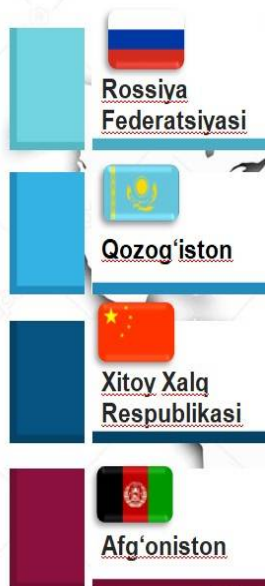 Rossiya
Federatsiyasi
Qozog‘iston
Xitoy Xalq
Respublikasi
Afg‘oniston